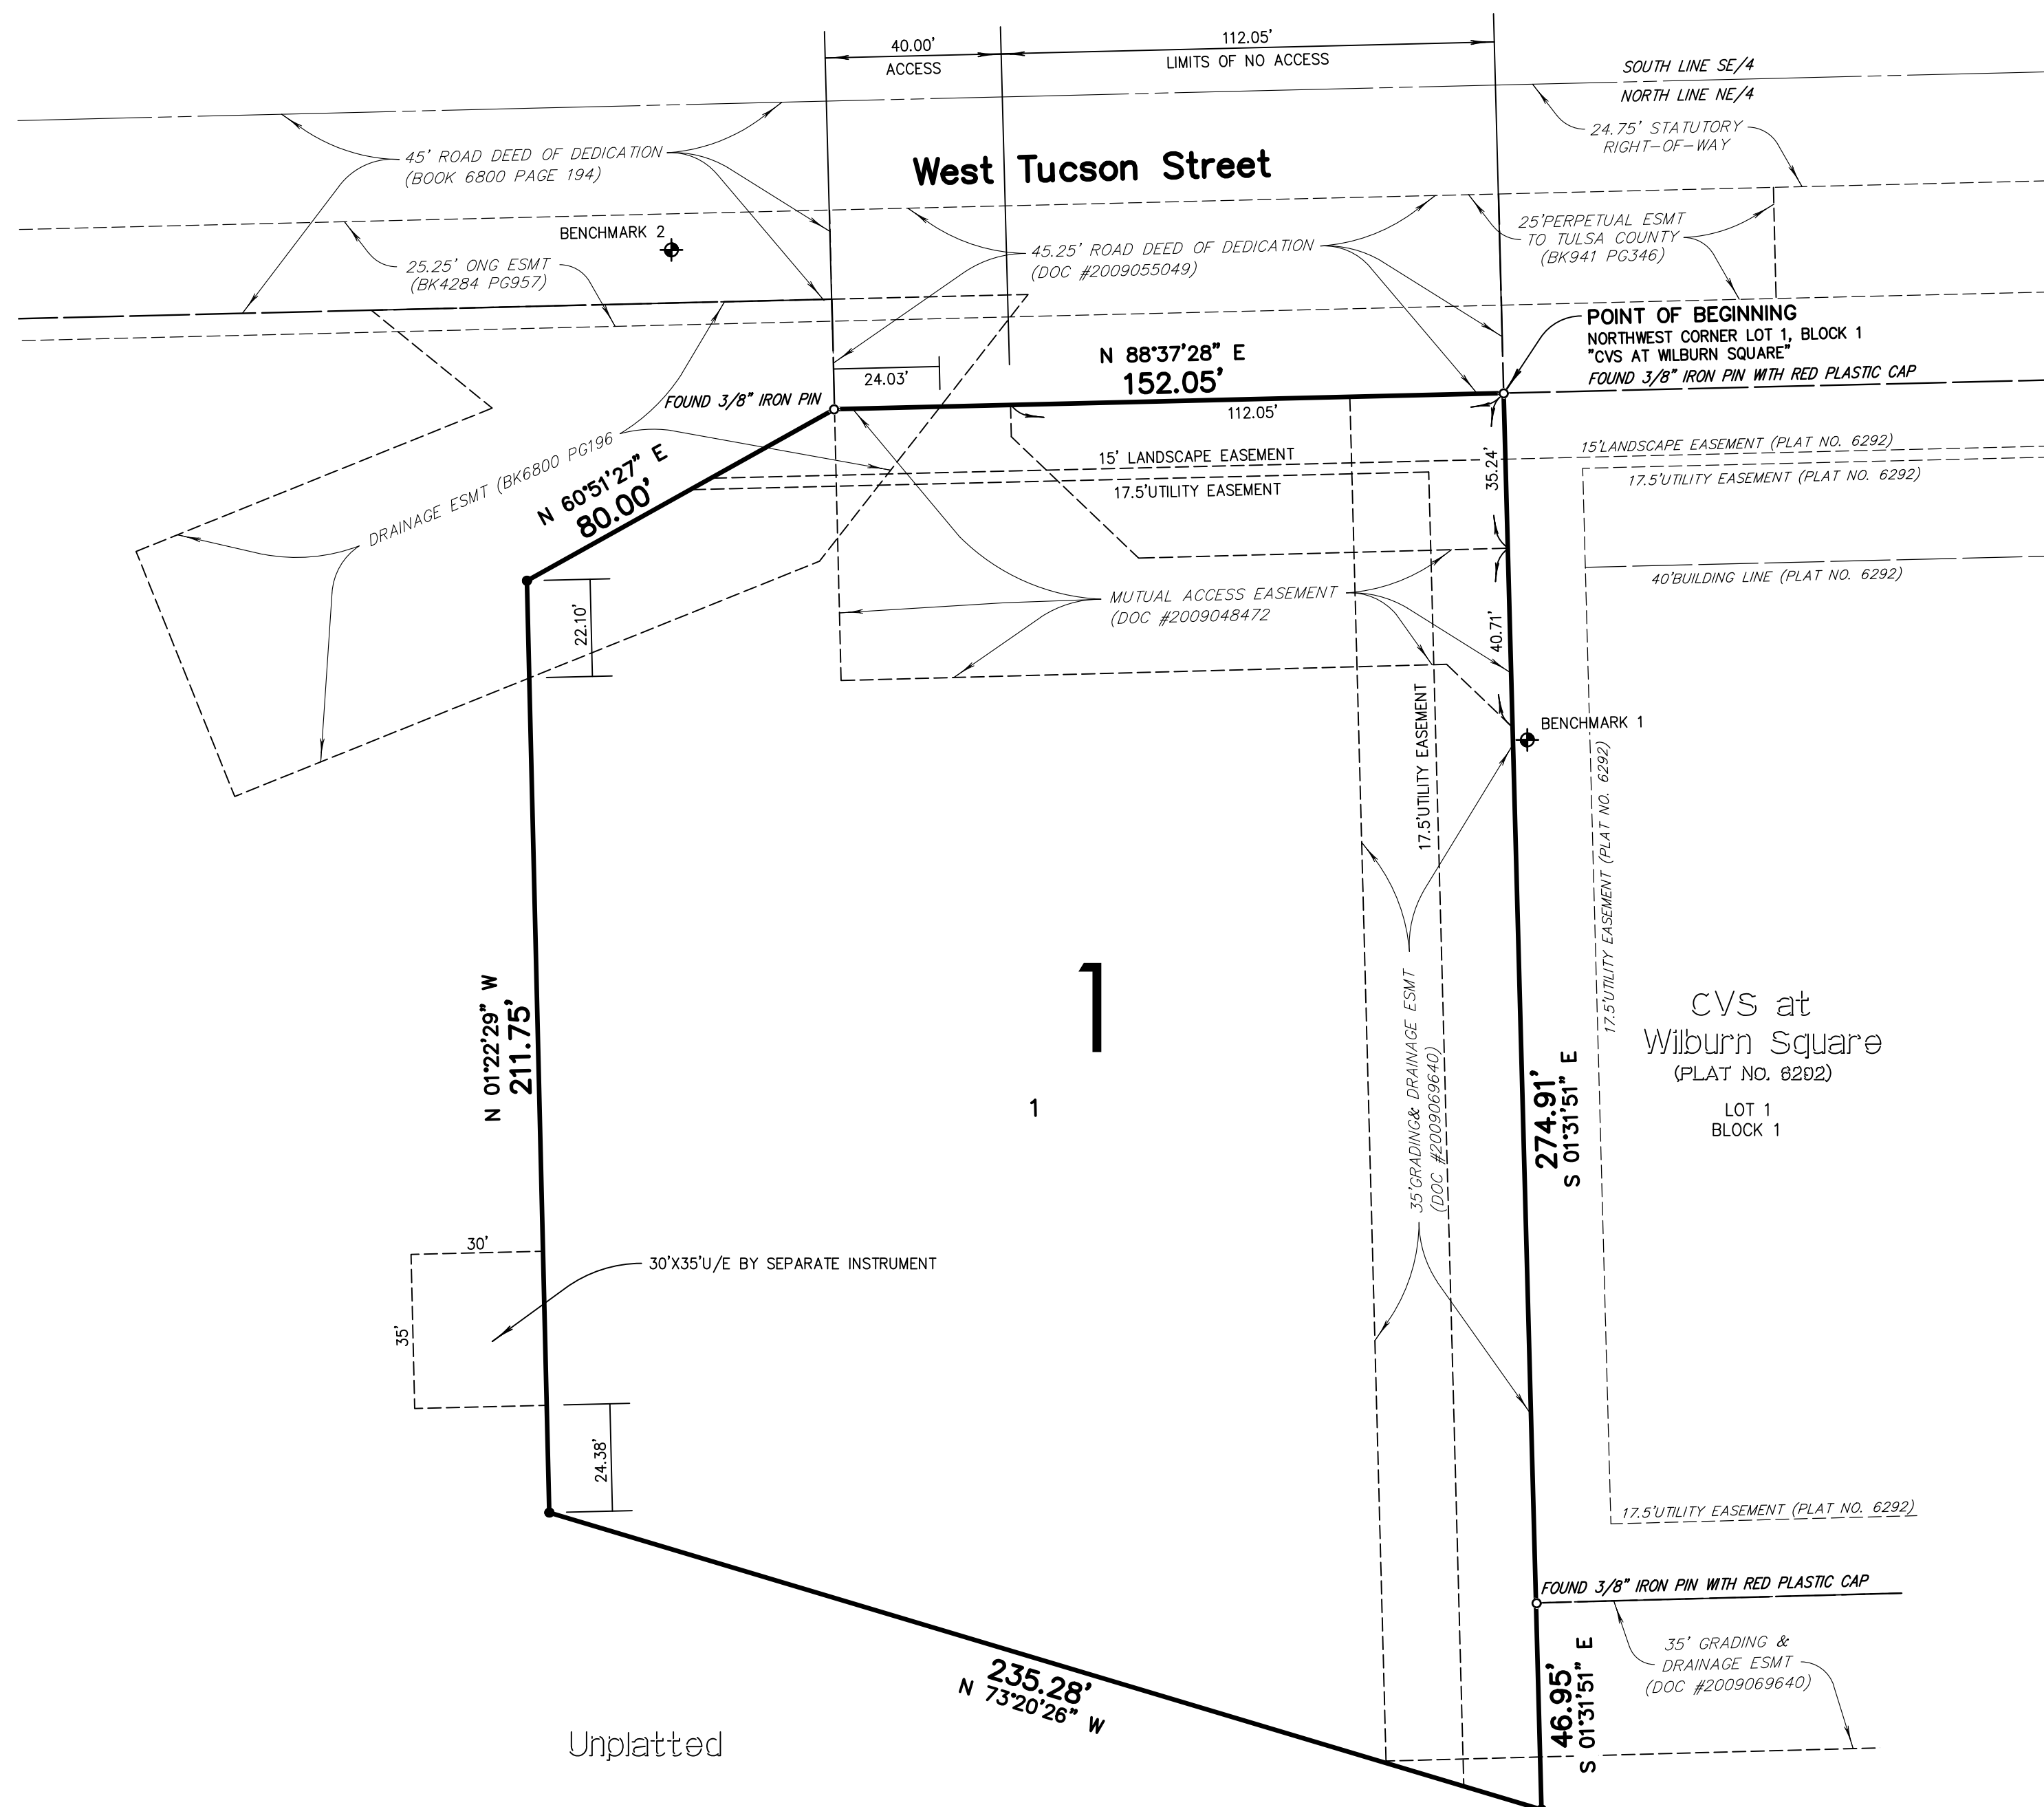 40.00'
ACCESS
112.05'
LIMITS OF NO ACCESS
SOUTH LINE SE/4
NORTH LINE NE/4
24.75' STATUTORY
RIGHT-OF-WAY
45' ROAD DEED OF DEDICATION
(BOOK 6800 PAGE 194)
West Tucson Street
BENCHMARK 2
25.25' ONG ESMT
(BK4284 PG957)
45.25' ROAD DEED OF DEDICATION
(DOC #2009055049)
25'PERPETUAL ESMT
TO TULSA COUNTY
(BK941 PG346)
POINT OF BEGINNING
NORTHWEST CORNER LOT 1, BLOCK 1
"CVS AT WILBURN SQUARE"
FOUND 3/8" IRON PIN WITH RED PLASTIC CAP
N 88°37'28" E
152.05'
24.03'
FOUND 3/8" IRON PIN
112.05'
DRAINAGE ESMT (BK6800 PG196
N 60°51'27" E
80.00'
15' LANDSCAPE EASEMENT
17.5'UTILITY EASEMENT
35.24'
15'LANDSCAPE EASEMENT (PLAT NO. 6292)
17.5'UTILITY EASEMENT (PLAT NO. 6292)
40'BUILDING LINE (PLAT NO. 6292)
22.10'
MUTUAL ACCESS EASEMENT
(DOC #2009048472
40.71'
17.5'UTILITY EASEMENT
BENCHMARK 1
17.5'UTILITY EASEMENT (PLAT NO. 6292)
N 01°22'29" W
211.75'
1
1
35'GRADING& DRAINAGE ESMT
(DOC #2009069640)
274.91'
S 01°31'51" E
CVS at
Wilburn Square
(PLAT NO. 6292)
LOT 1
BLOCK 1
30'
35'
30'X35'U/E BY SEPARATE INSTRUMENT
24.38'
17.5'UTILITY EASEMENT (PLAT NO. 6292)
FOUND 3/8" IRON PIN WITH RED PLASTIC CAP
35' GRADING &
DRAINAGE ESMT
(DOC #2009069640)
46.95'
S 01°31'51" E
235.28'
N 73°20'26" W
Unplatted